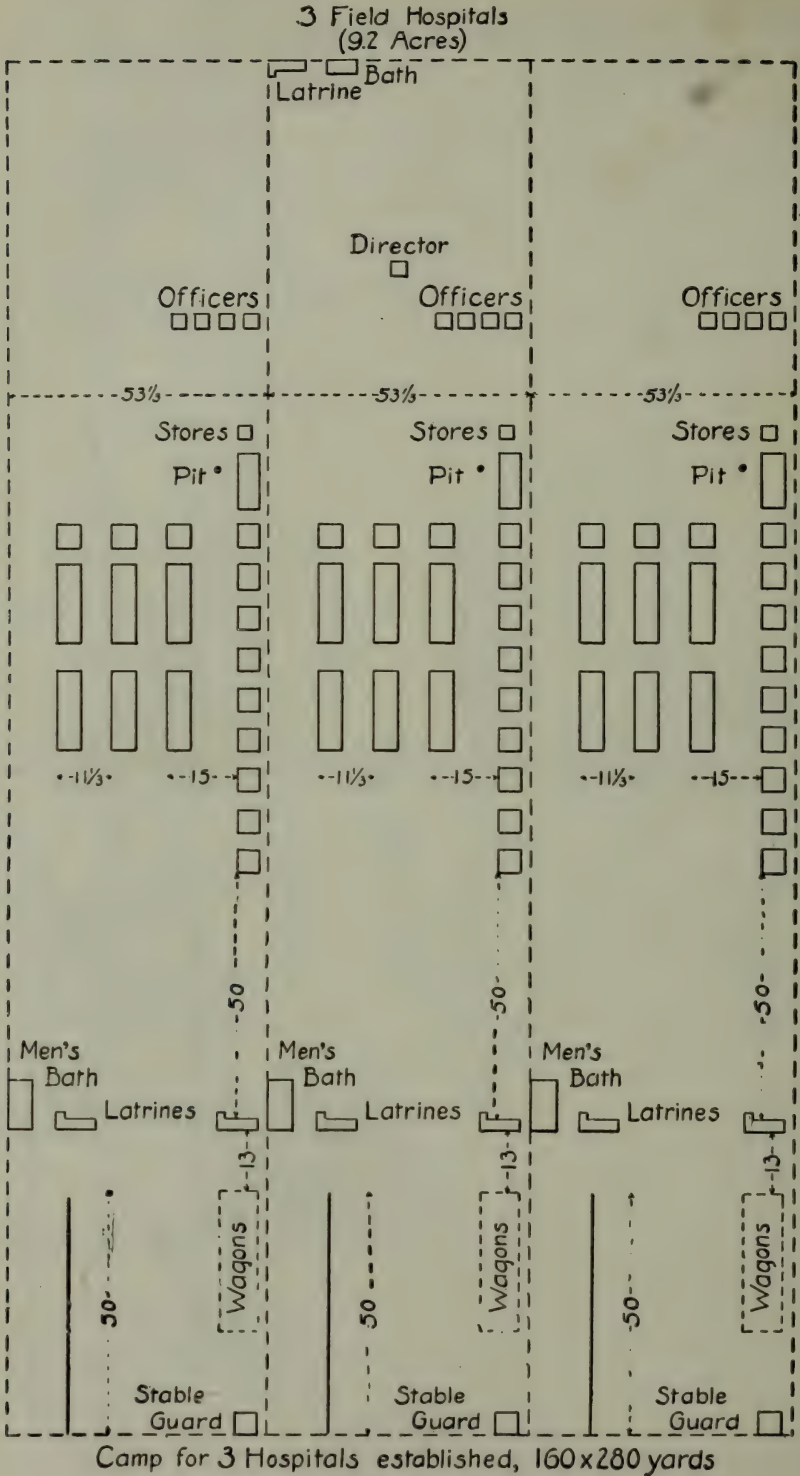 3 Field Hospitals
(9.2 Acres)
Bath
Latrine
Director
Officers Officers Officers
53⅓ 53⅓ 53⅓
Stores Stores Stores
Pit Pit Pit
11⅓ 15 11⅓ 15 11⅓ 15
50 50 50
Men's Men's Men's
Bath Bath Bath
Latrines Latrines Latrines
13 13 13
Wagons Wagons Wagons
50 50 50
Stable Stable Stable
Guard Guard Guard
Camp for 3 Hospitals established, 160x280 yards